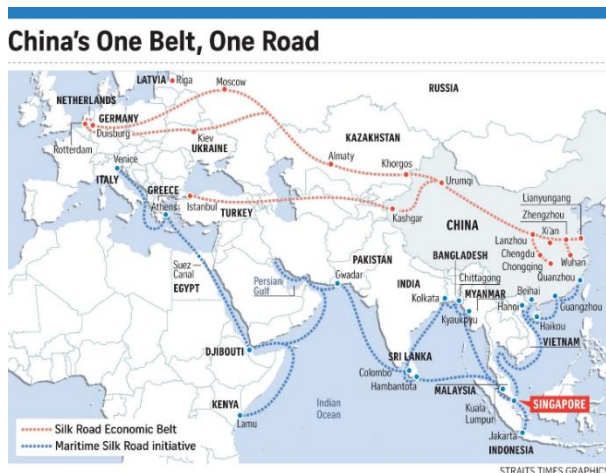 China's One Belt, One Road
LATVIA
Riga
Moscow
RUSSIA
NETHERLANDS
GERMANY
Duisburg
Rotterdam
Kiev
UKRAINE
KAZAKHSTAN
Almaty
Khorgos
Urumqi
Venice
ITALY
GREECE
Athens
Istanbul
TURKEY
Kashgar
CHINA
Lianyungang
Zhengzhou
Xi'an
Lanzhou
Chengdu
Chongqing
Wuhan
Quanzhou
Suez
Canal
EGYPT
Persian
Gulf
PAKISTAN
Gwadar
INDIA
BANGLADESH
Chittagong
Kolkata
MYANMAR
Kyaukpyu
Beihai
Hanoi
Guangzhou
Haikou
VIETNAM
DJIBOUTI
SRI LANKA
Colombo
Hambantota
MALAYSIA
Kuala
Lumpur
SINGAPORE
KENYA
Lamu
Indian
Ocean
Jakarta
INDONESIA
Silk Road Economic Belt
Maritime Silk Road initiative
STRAITS TIMES GRAPHICS